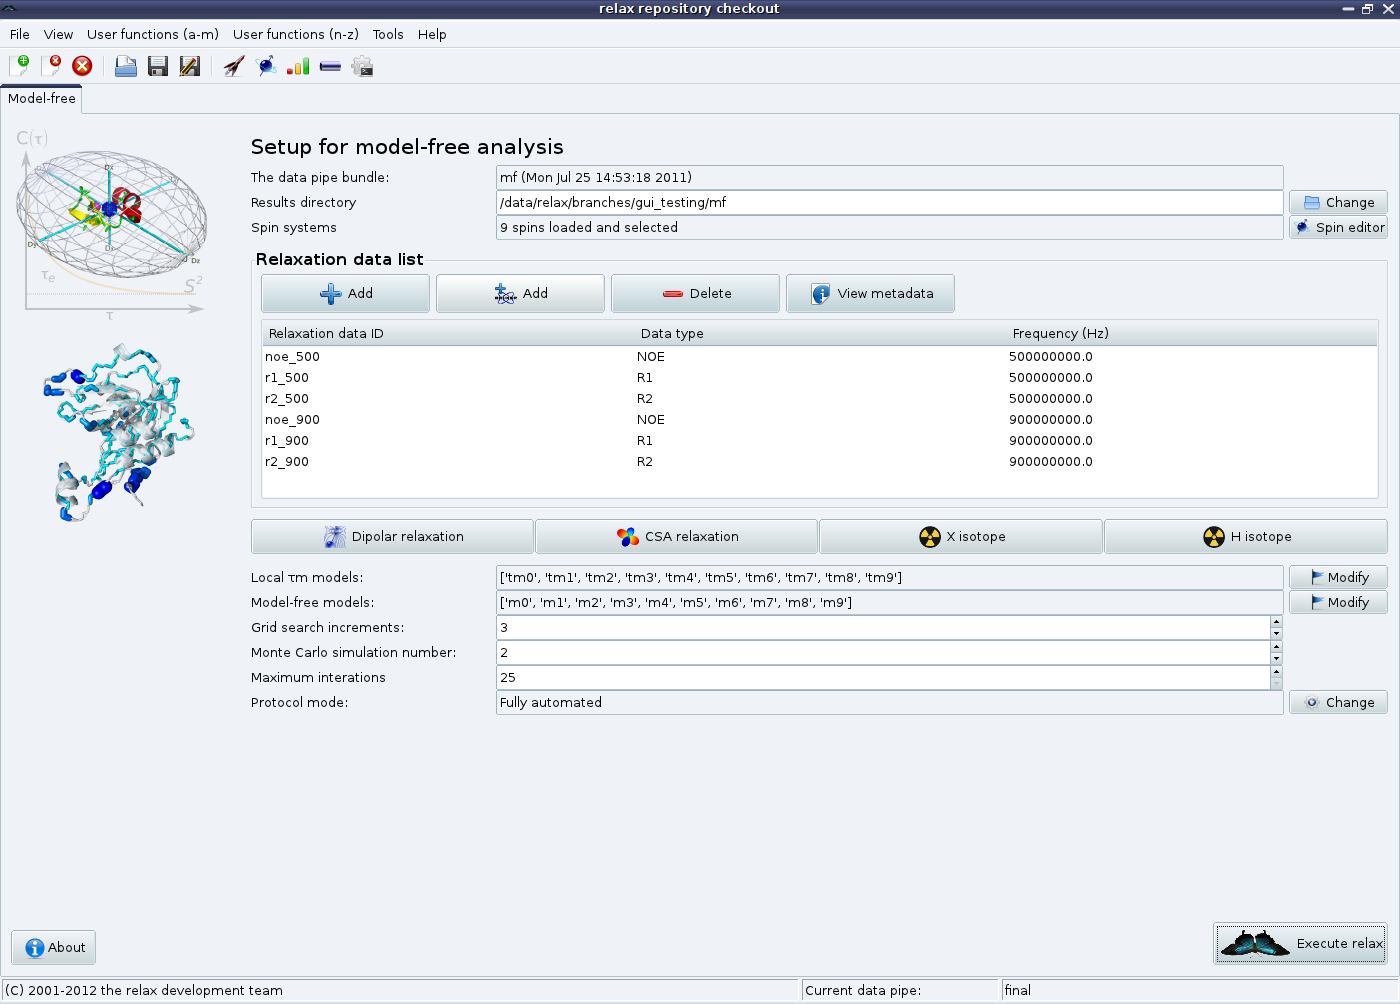 relax repository checkout
File View User functions (a-m) User functions (n-z) Tools Help
Model-free
C(τ)
Dx
Dy
Dz
τe
S²
τ
Setup for model-free analysis
The data pipe bundle: mf (Mon Jul 25 14:53:18 2011)
Results directory /data/relax/branches/gui_testing/mf Change
Spin systems 9 spins loaded and selected Spin editor
Relaxation data list
Add Add Delete View metadata
Relaxation data ID Data type Frequency (Hz)
noe_500 NOE 500000000.0
r1_500 R1 500000000.0
r2_500 R2 500000000.0
noe_900 NOE 900000000.0
r1_900 R1 900000000.0
r2_900 R2 900000000.0
Dipolar relaxation CSA relaxation X isotope H isotope
Local τm models: ['tm0', 'tm1', 'tm2', 'tm3', 'tm4', 'tm5', 'tm6', 'tm7', 'tm8', 'tm9'] Modify
Model-free models: ['m0', 'm1', 'm2', 'm3', 'm4', 'm5', 'm6', 'm7', 'm8', 'm9'] Modify
Grid search increments: 3
Monte Carlo simulation number: 2
Maximum interations 25
Protocol mode: Fully automated Change
About Execute relax
(C) 2001-2012 the relax development team Current data pipe: final